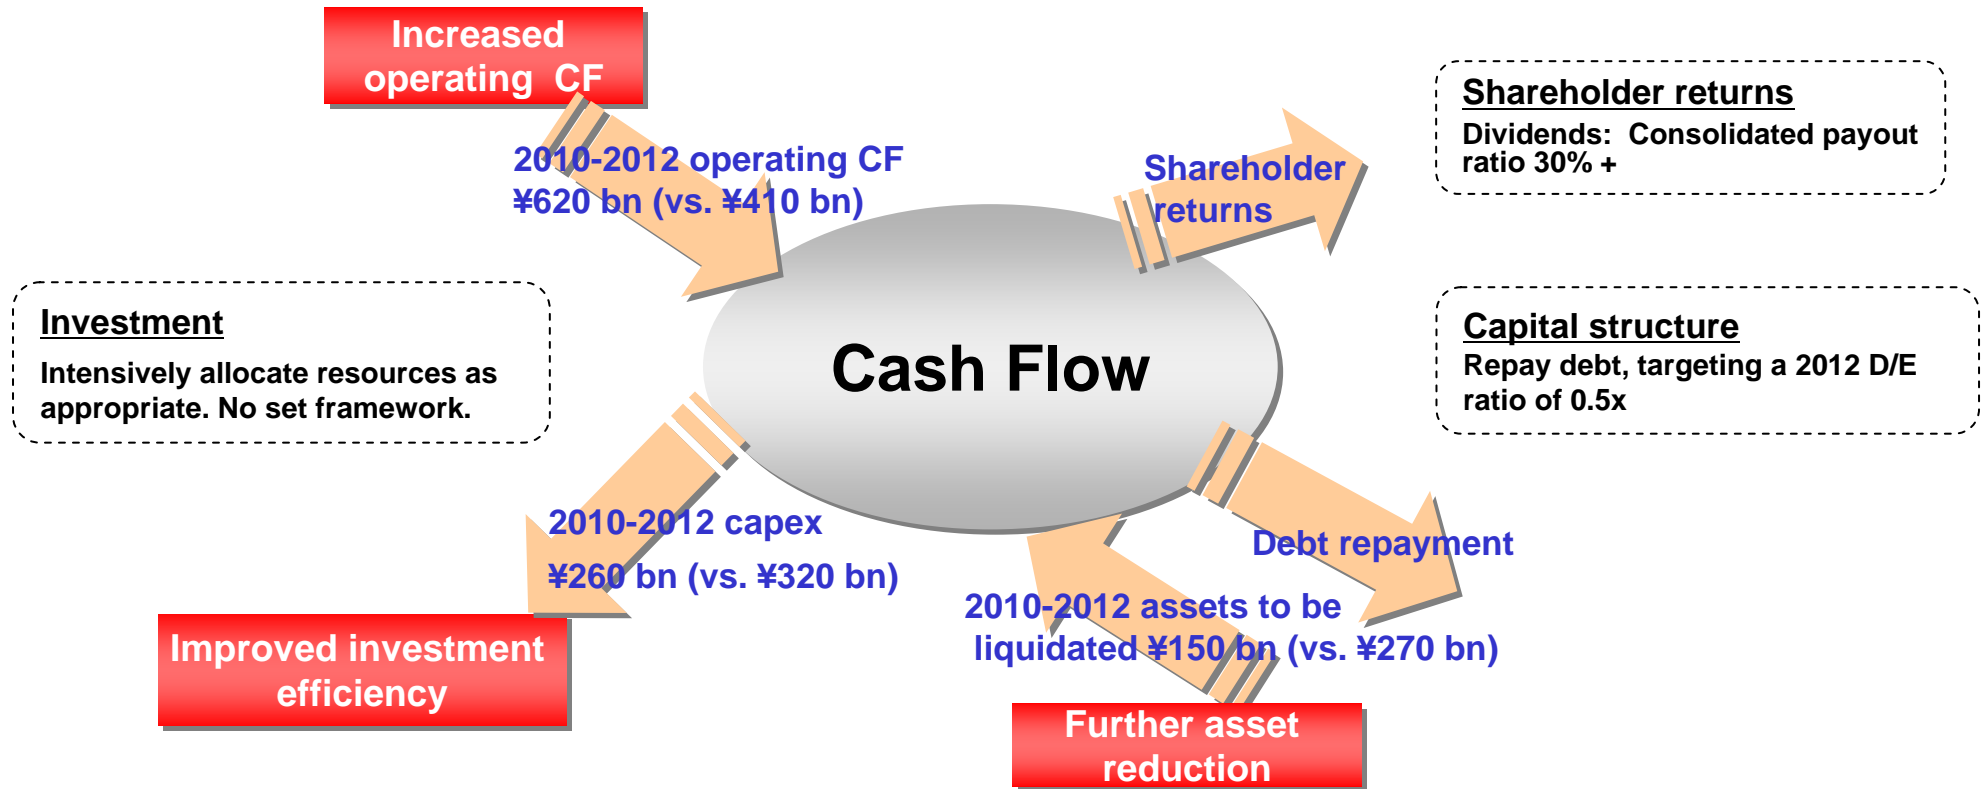 Increased
operating  CF
2010-2012 operating CF
¥620 bn (vs. ¥410 bn)
Shareholder
returns
Shareholder returns
Dividends:  Consolidated payout
ratio 30% +
Investment
Intensively allocate resources as
appropriate. No set framework.
Cash Flow
Capital structure
Repay debt, targeting a 2012 D/E
ratio of 0.5x
2010-2012 capex
¥260 bn (vs. ¥320 bn)
Debt repayment
2010-2012 assets to be
liquidated ¥150 bn (vs. ¥270 bn)
Improved investment
efficiency
Further asset
reduction